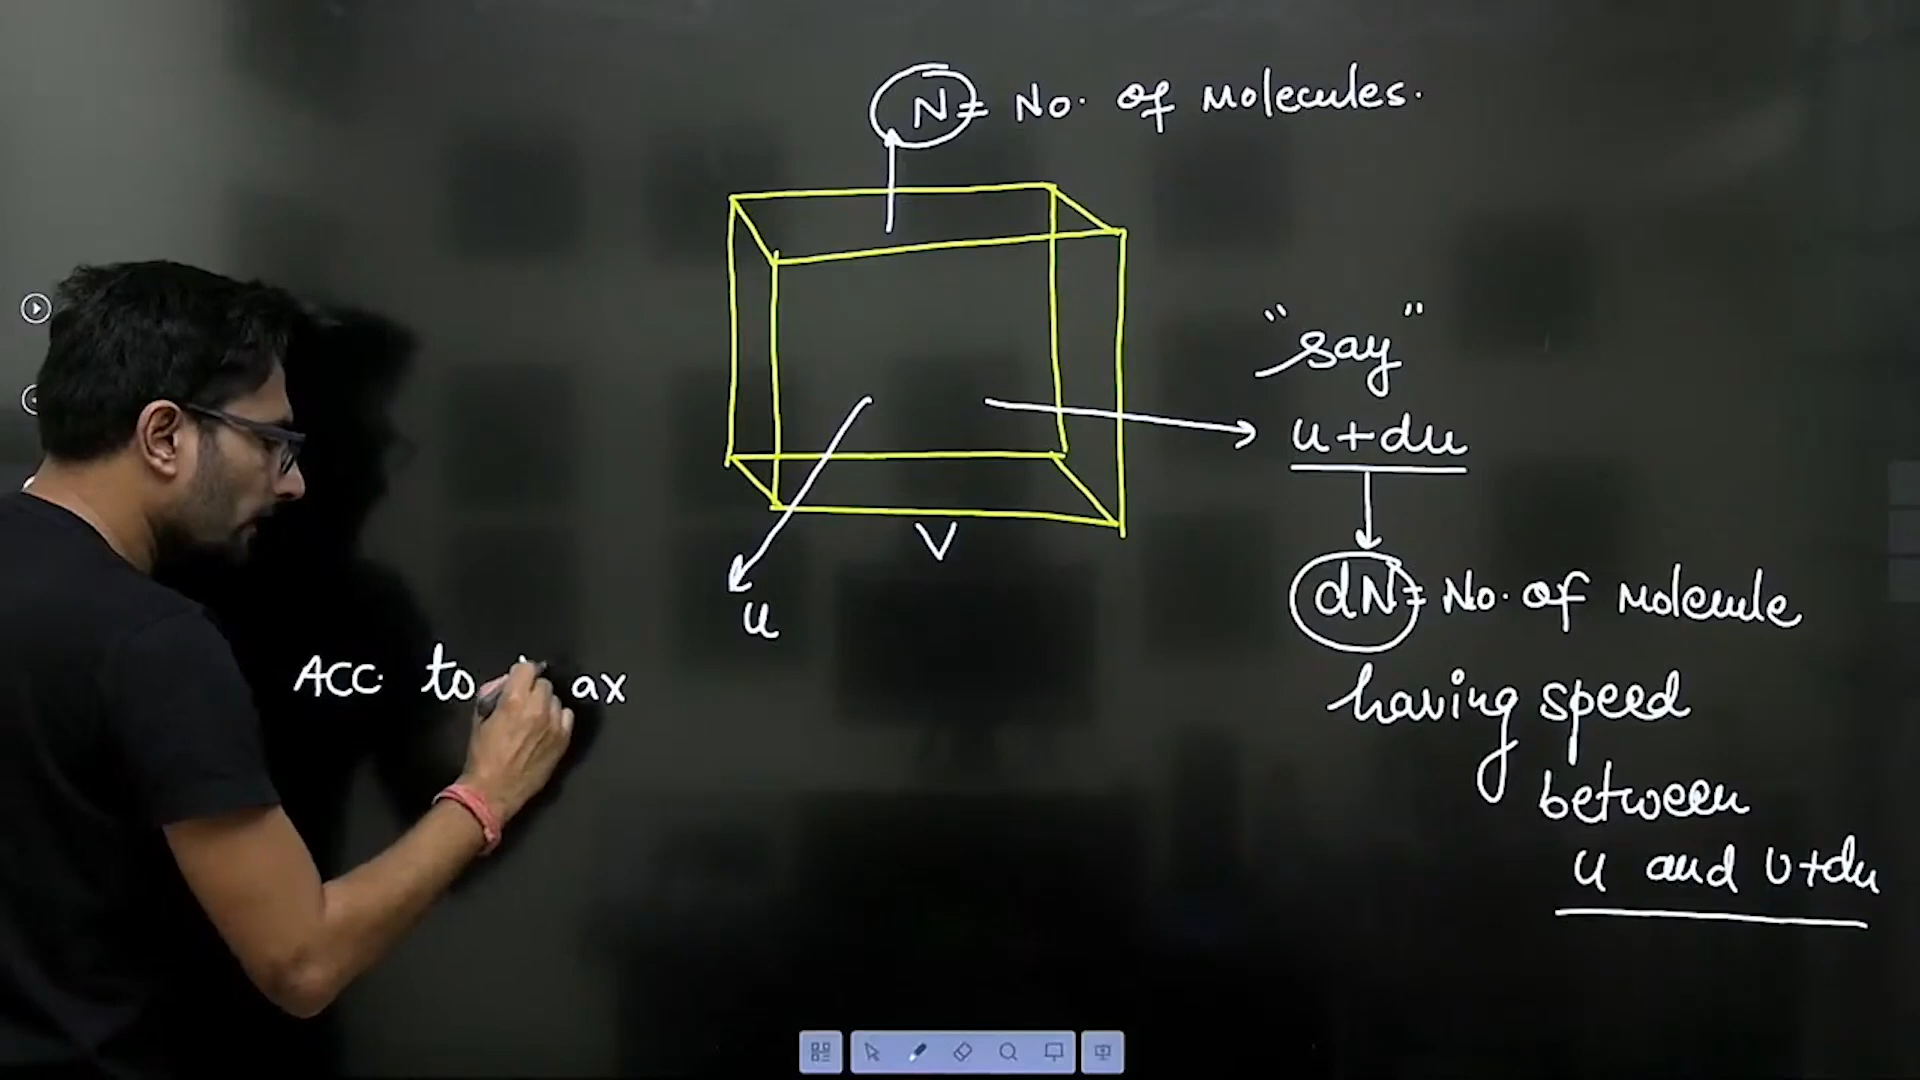 N = No. of Molecules.
"say"
u+du
V
dN = No. of Molecule
u
Acc. to ax
having speed
between
u and u+du